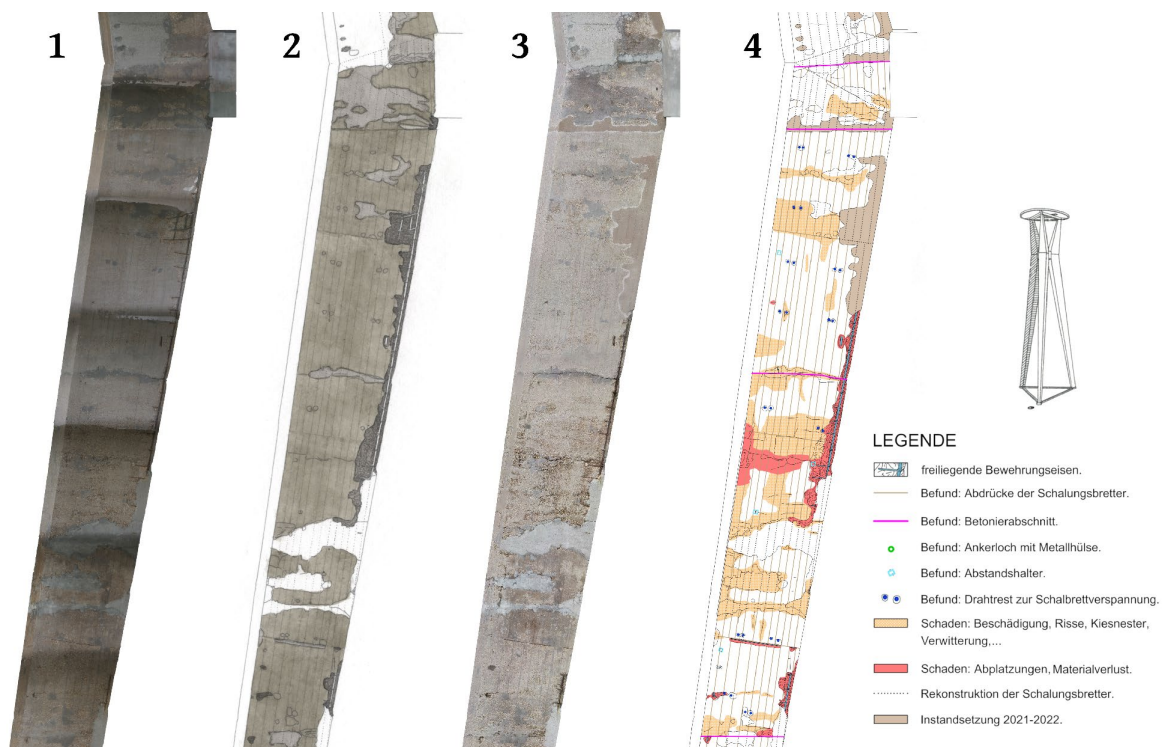 1
2
3
4
LEGENDE
freiliegende Bewehrungseisen.
Befund: Abdrücke der Schalungsbretter.
Befund: Betonierabschnitt.
Befund: Ankerloch mit Metallhülse.
Befund: Abstandshalter.
Befund: Drahtrest zur Schalbrettverspannung.
Schaden: Beschädigung, Risse, Kiesnester,
Verwitterung,...
Schaden: Abplatzungen, Materialverlust.
Rekonstruktion der Schalungsbretter.
Instandsetzung 2021-2022.